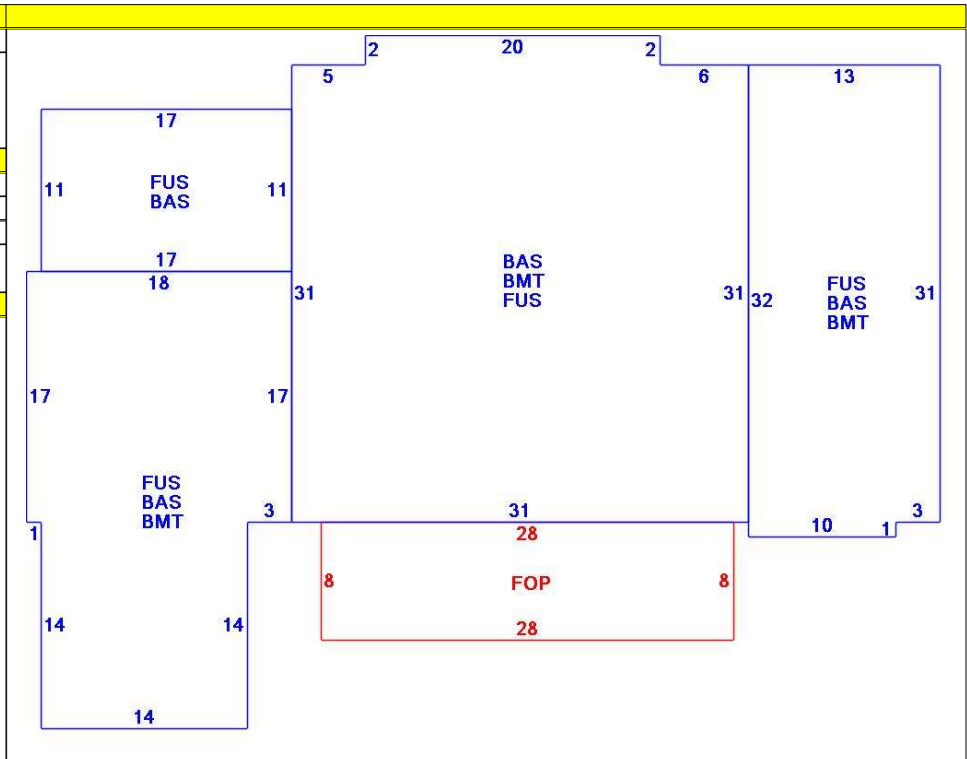 2 20 2
5 6 13
17
11 FUS 11
BAS
17
18
BAS
BMT
FUS
31 31 32
FUS 31
BAS
BMT
17 17
FUS
BAS
BMT
1 3
31
28
10 1 3
8 FOP 8
14 14
28
14